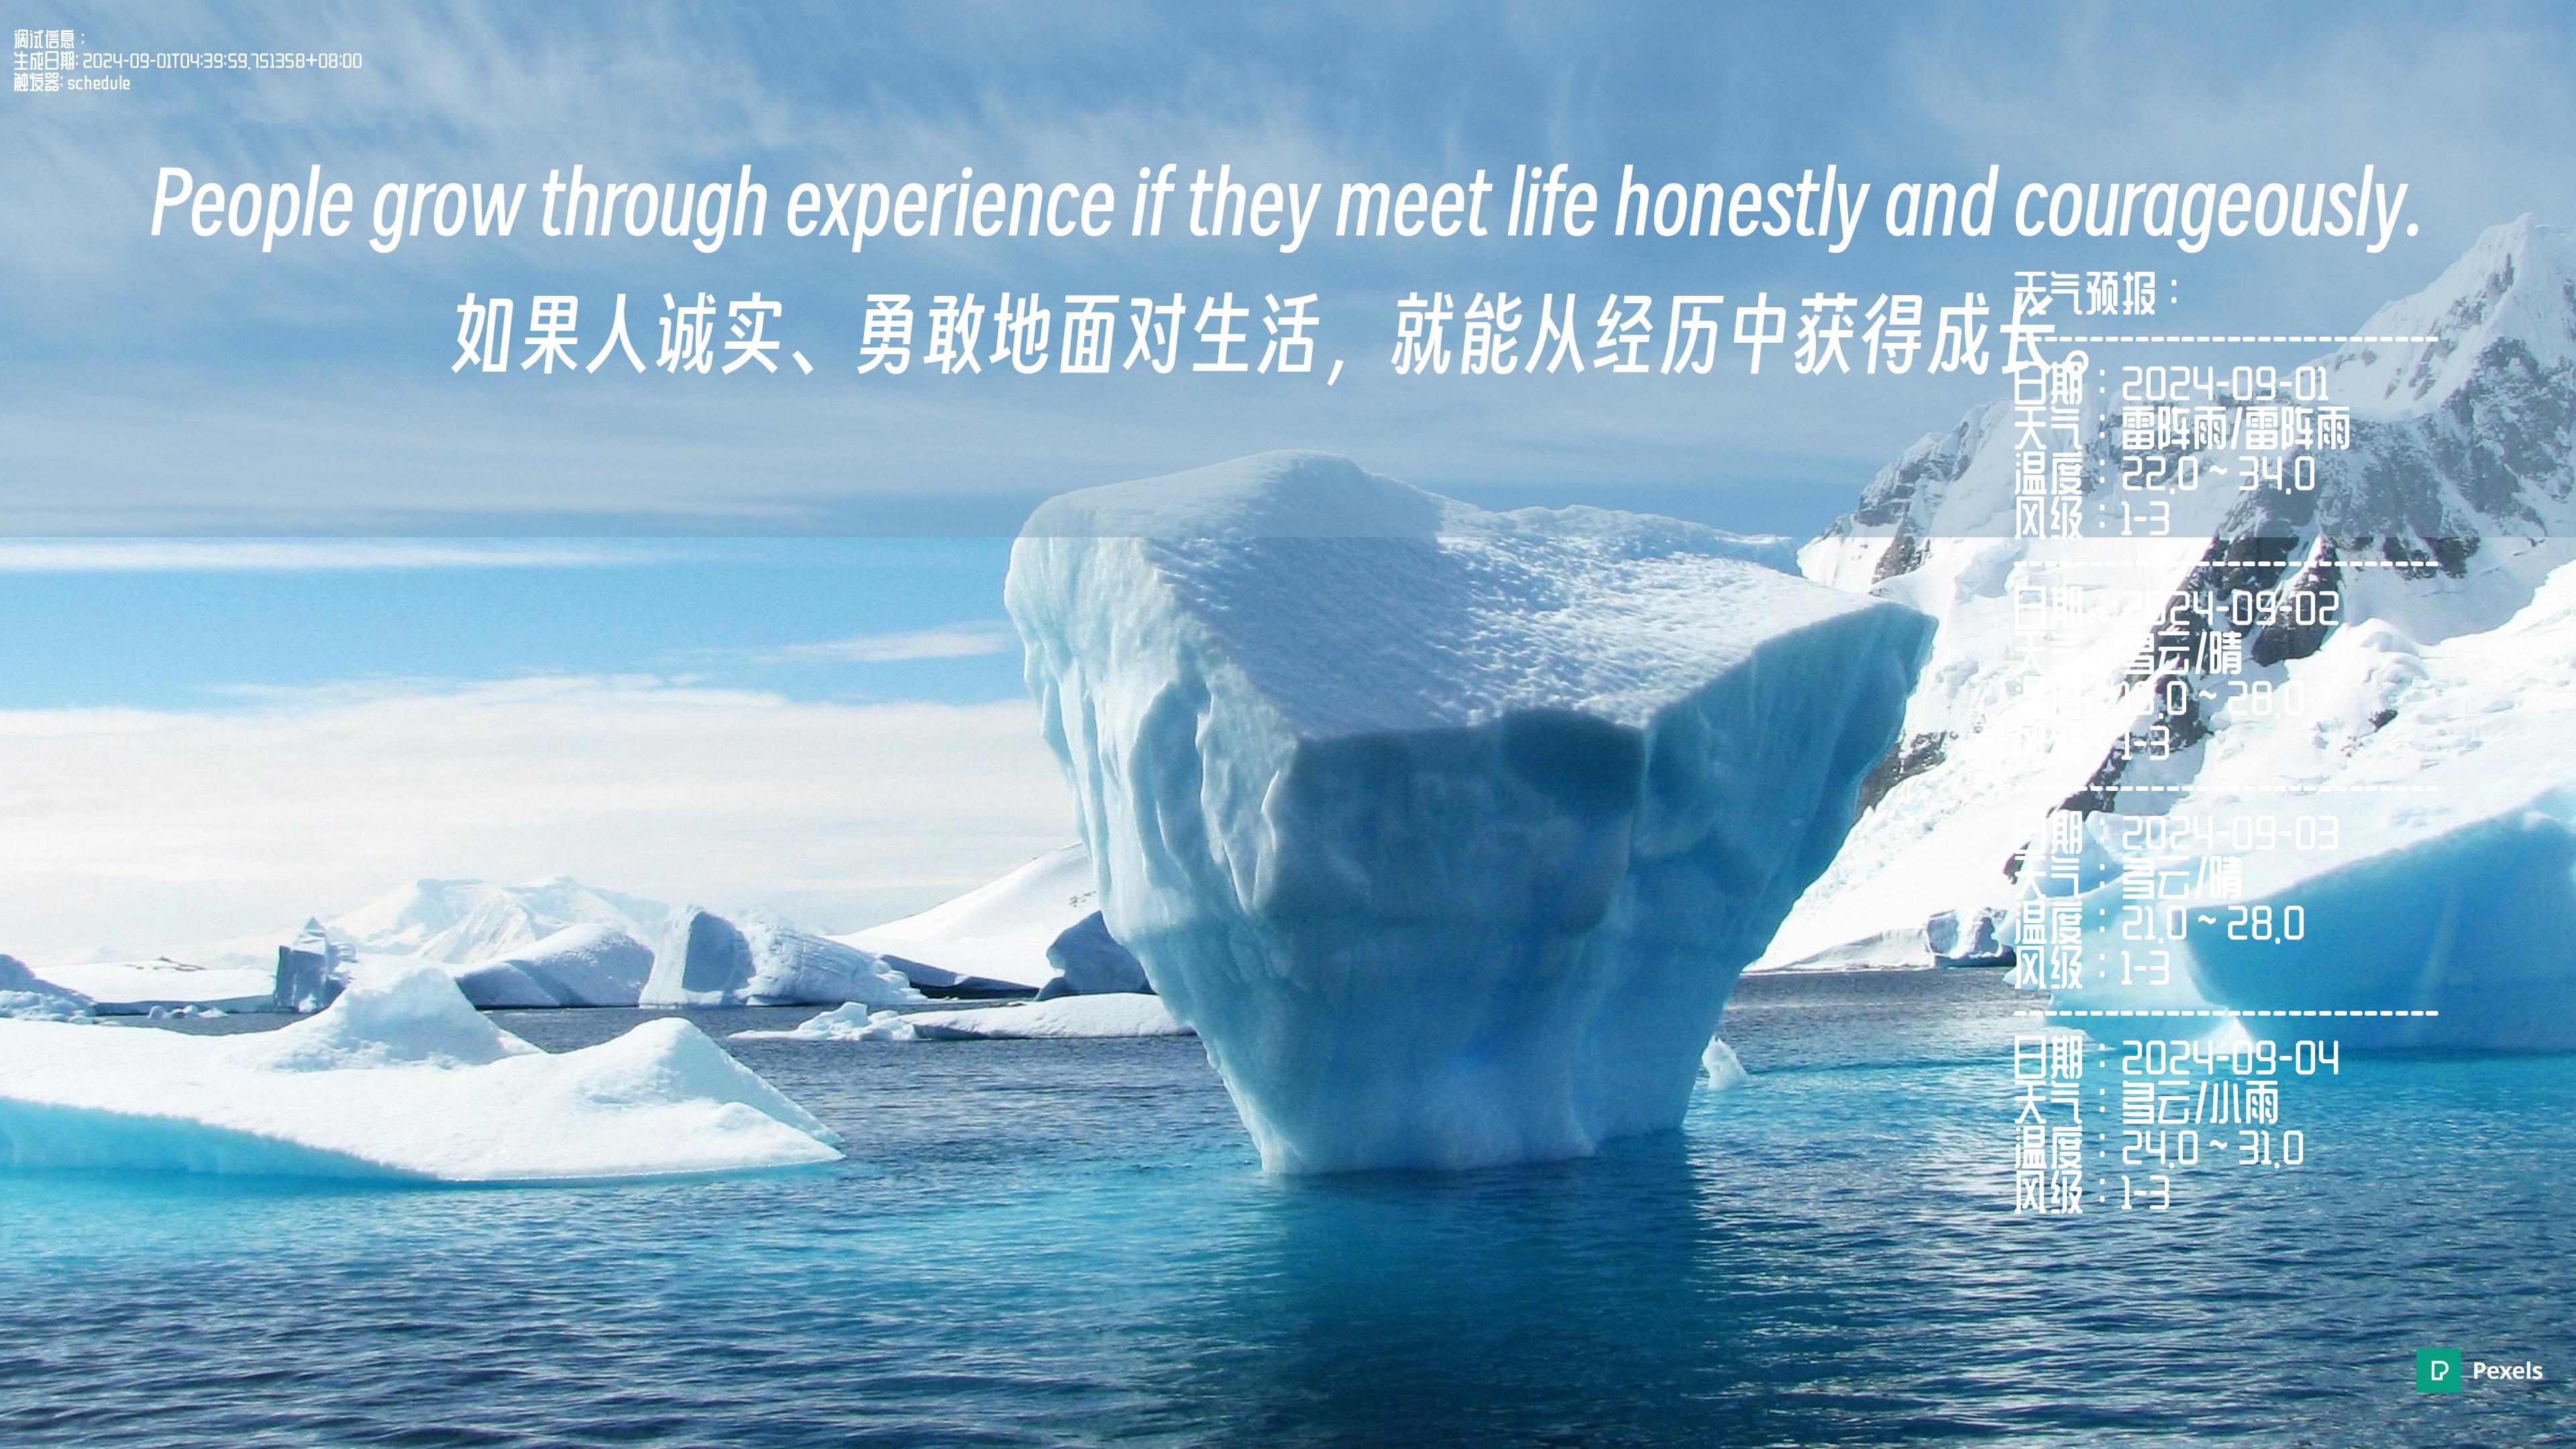 调试信息：
生成日期: 2024-09-01T04:39:59.751358+08:00
触发器: schedule
People grow through experience if they meet life honestly and courageously.
如果人诚实、勇敢地面对生活，就能从经历中获得成长。
天气预报：
------------------------
日期：2024-09-01
天气：雷阵雨/雷阵雨
温度：22.0 ~ 34.0
风级：1-3
------------------------
日期：2024-09-02
天气：多云/晴
.0 ~ 28.0
1-3
------------------------
日期：2024-09-03
天气：多云/晴
温度：21.0 ~ 28.0
风级：1-3
------------------------
日期：2024-09-04
天气：多云/小雨
温度：24.0 ~ 31.0
风级：1-3
Pexels